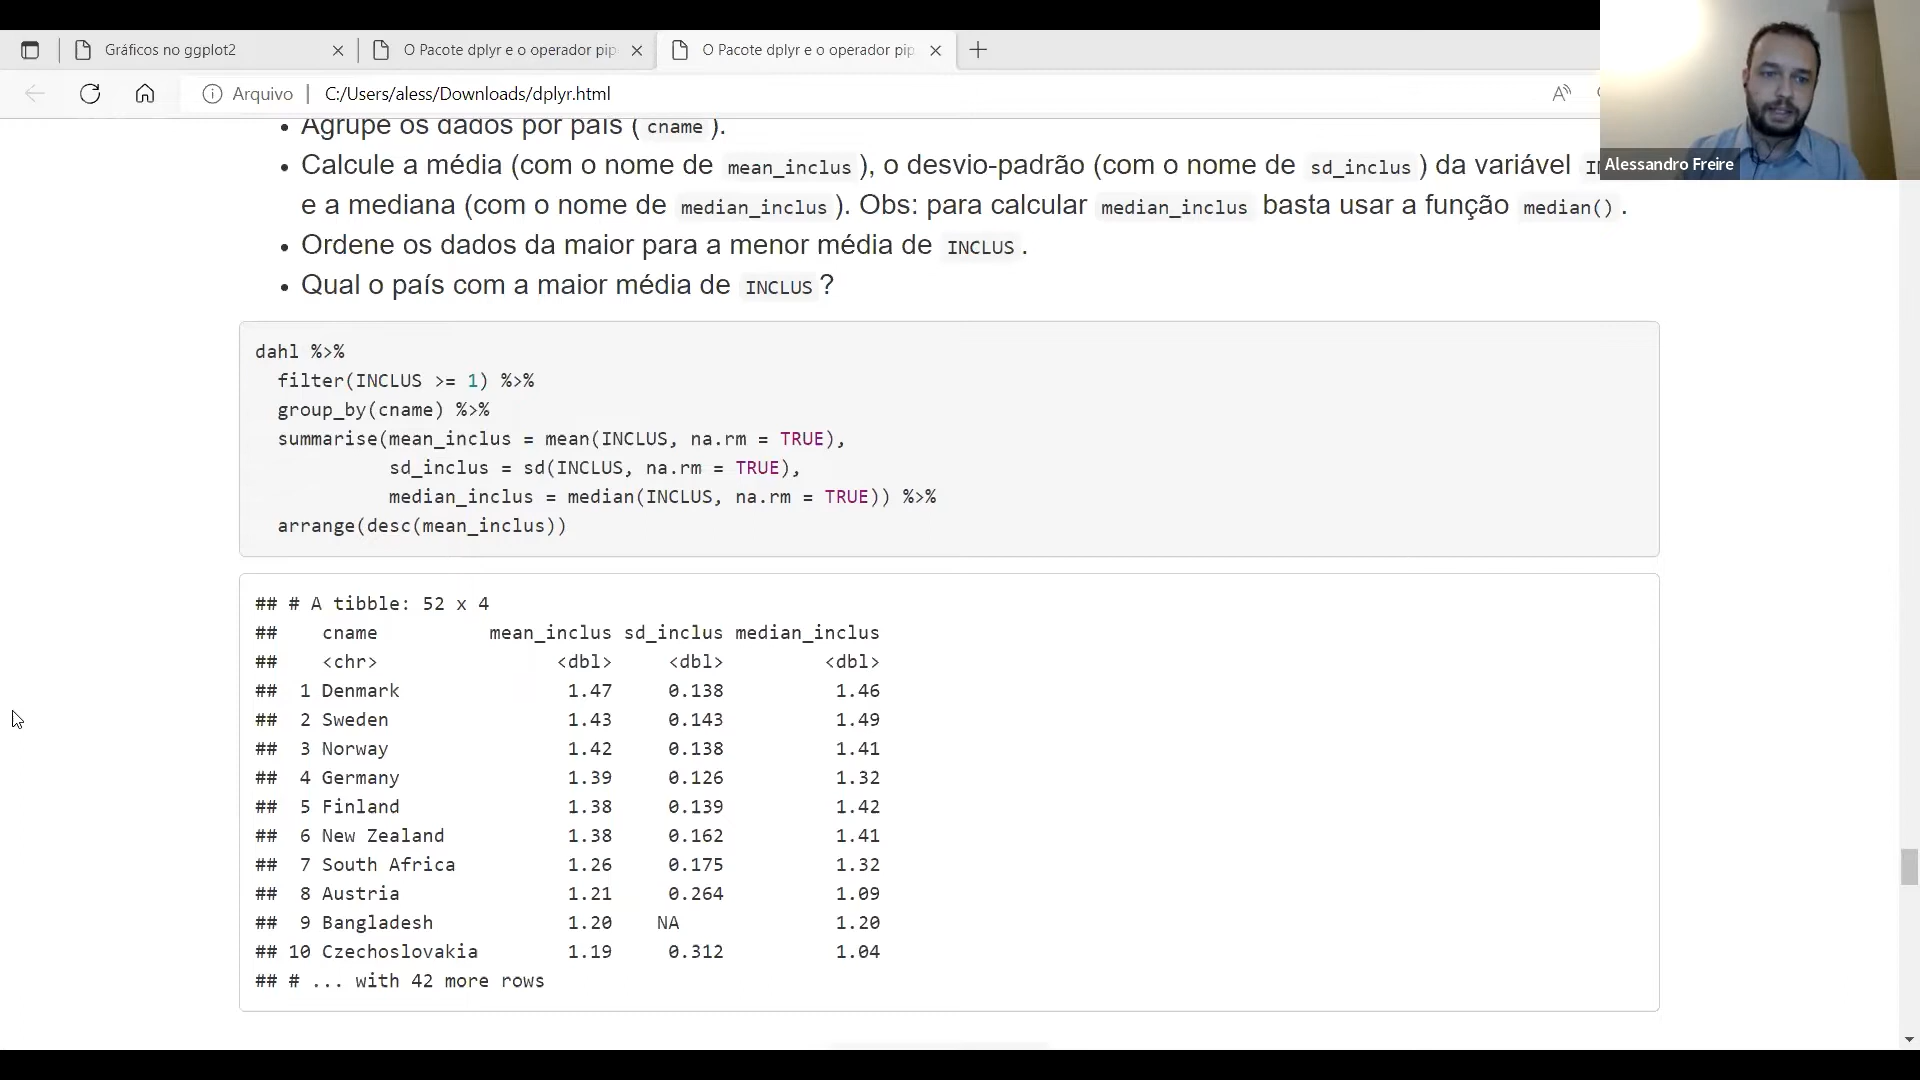 Gráficos no ggplot2
O Pacote dplyr e o operador pip
O Pacote dplyr e o operador pip
Arquivo | C:/Users/aless/Downloads/dplyr.html
Alessandro Freire
• Agrupe os dados por país ( cname ).
• Calcule a média (com o nome de mean_inclus ), o desvio-padrão (com o nome de sd_inclus ) da variável
e a mediana (com o nome de median_inclus ). Obs: para calcular median_inclus basta usar a função median() .
• Ordene os dados da maior para a menor média de INCLUS .
• Qual o país com a maior média de INCLUS ?
dahl %>%
filter(INCLUS >= 1) %>%
group_by(cname) %>%
summarise(mean_inclus = mean(INCLUS, na.rm = TRUE),
sd_inclus = sd(INCLUS, na.rm = TRUE),
median_inclus = median(INCLUS, na.rm = TRUE)) %>%
arrange(desc(mean_inclus))
## # A tibble: 52 x 4
## cname mean_inclus sd_inclus median_inclus
## <chr> <dbl> <dbl> <dbl>
## 1 Denmark 1.47 0.138 1.46
## 2 Sweden 1.43 0.143 1.49
## 3 Norway 1.42 0.138 1.41
## 4 Germany 1.39 0.126 1.32
## 5 Finland 1.38 0.139 1.42
## 6 New Zealand 1.38 0.162 1.41
## 7 South Africa 1.26 0.175 1.32
## 8 Austria 1.21 0.264 1.09
## 9 Bangladesh 1.20 NA 1.20
## 10 Czechoslovakia 1.19 0.312 1.04
## # ... with 42 more rows